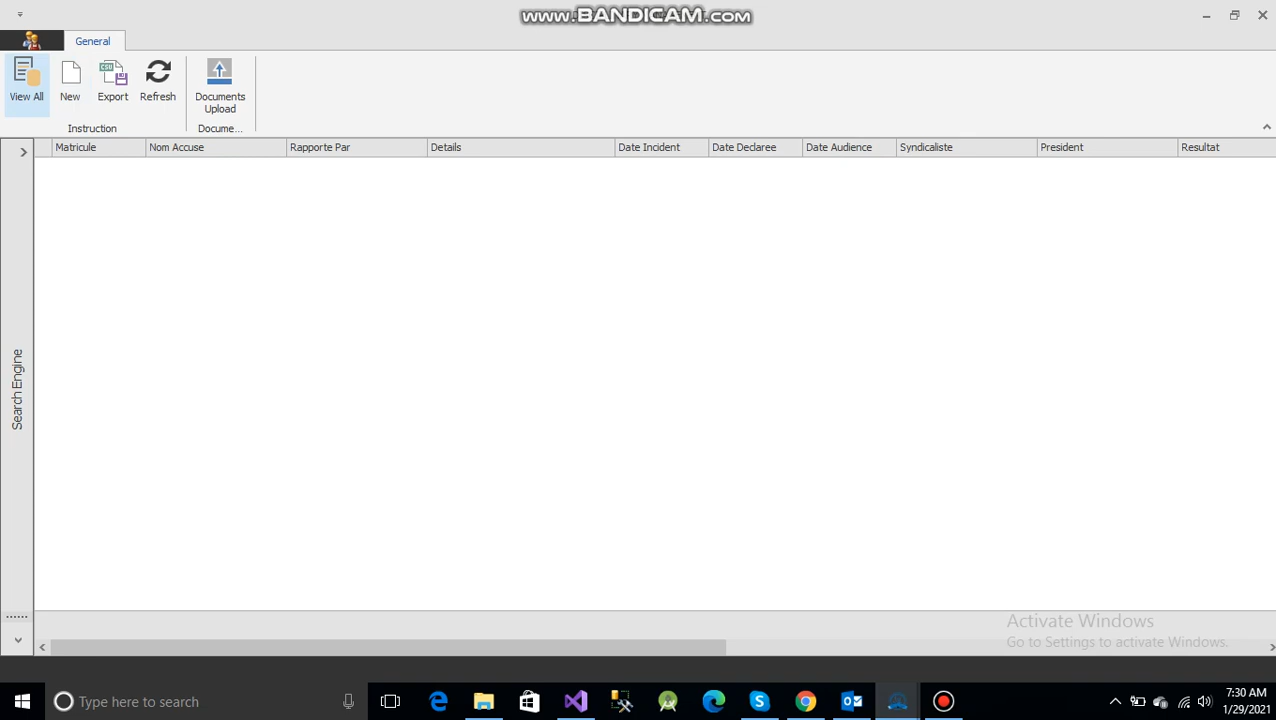 www.BANDICAM.com
General
View All
New
Export
Refresh
Documents
Upload
CSV
Instruction
Docume...
Matricule
Nom Accuse
Rapporte Par
Details
Date Incident
Date Declaree
Date Audience
Syndicaliste
President
Resultat
Search Engine
Activate Windows
Go to Settings to activate Windows.
Type here to search
7:30 AM
1/29/2021